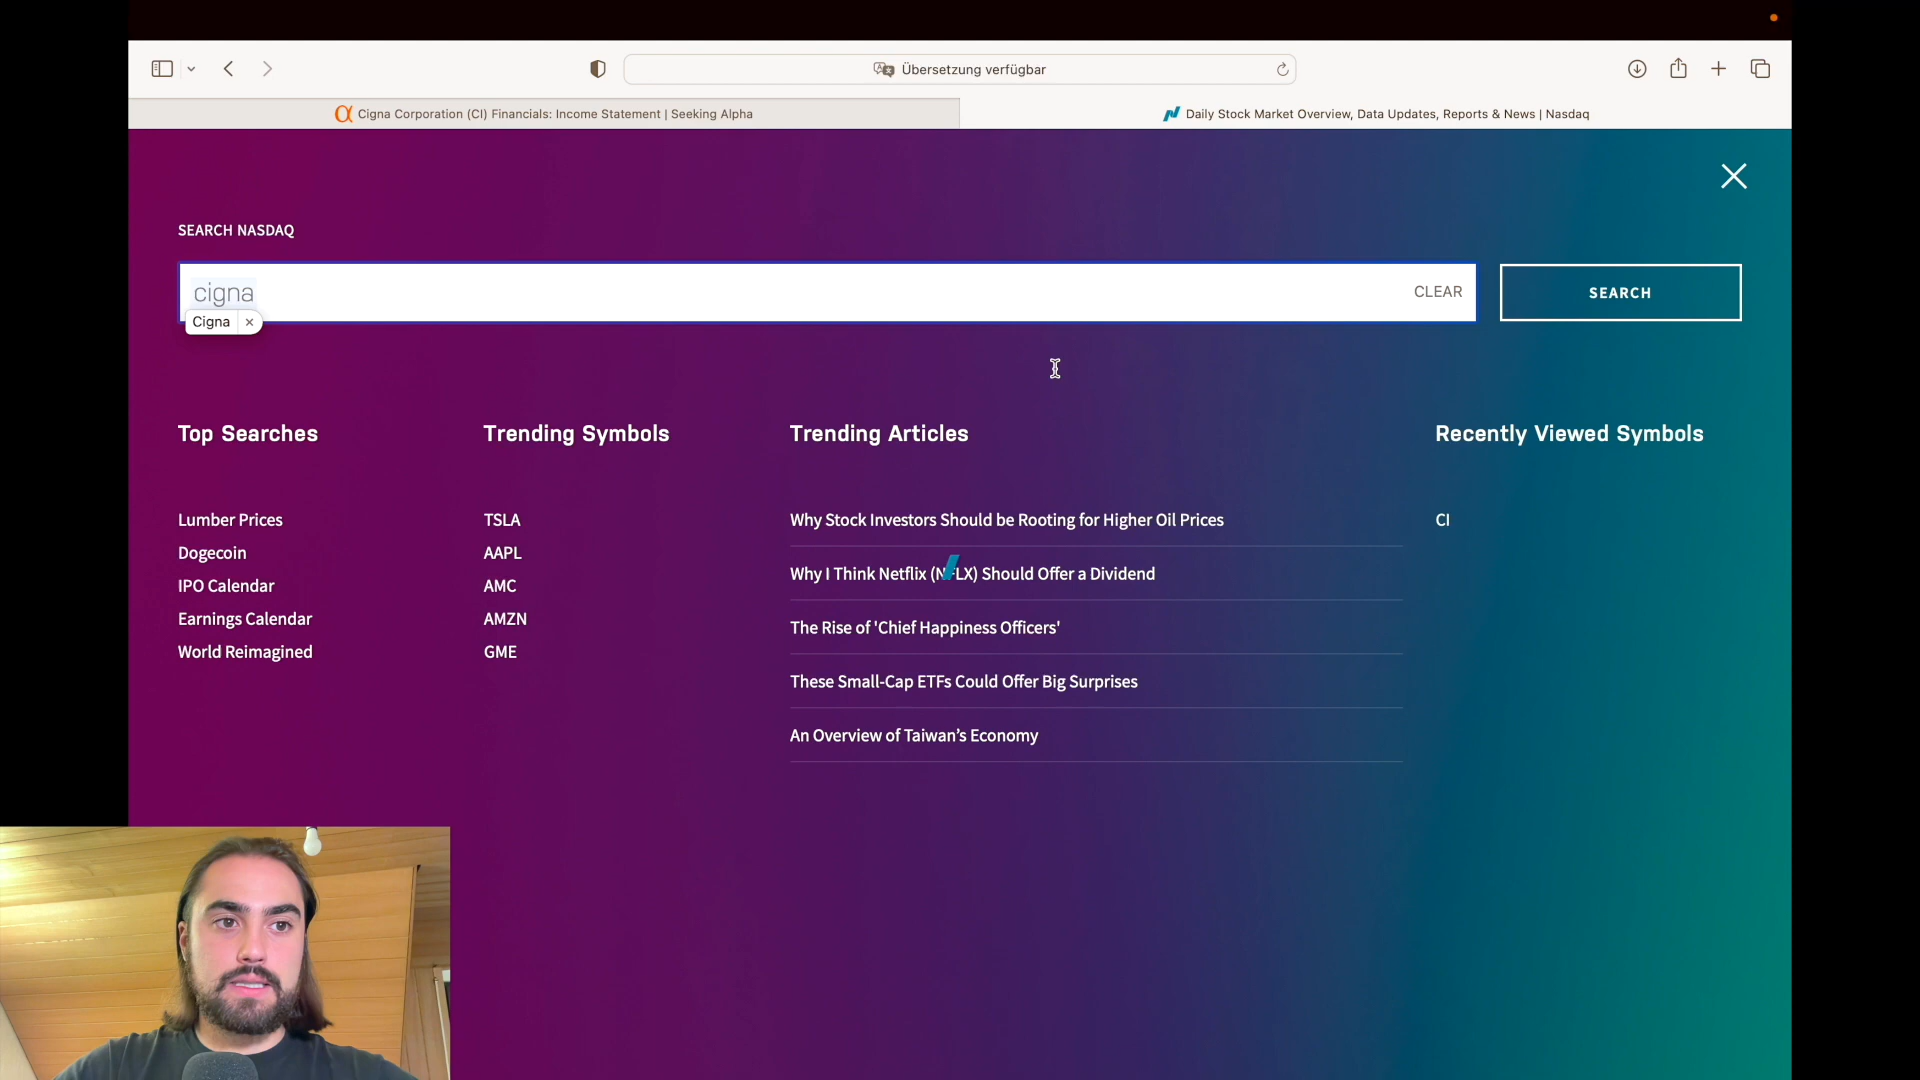 Übersetzung verfügbar
Cigna Corporation (CI) Financials: Income Statement | Seeking Alpha
Daily Stock Market Overview, Data Updates, Reports & News | Nasdaq
SEARCH NASDAQ
cigna
CLEAR
SEARCH
Cigna
Top Searches
Lumber Prices
Dogecoin
IPO Calendar
Earnings Calendar
World Reimagined
Trending Symbols
TSLA
AAPL
AMC
AMZN
GME
Trending Articles
Why Stock Investors Should be Rooting for Higher Oil Prices
Why I Think Netflix (NFLX) Should Offer a Dividend
The Rise of 'Chief Happiness Officers'
These Small-Cap ETFs Could Offer Big Surprises
An Overview of Taiwan’s Economy
Recently Viewed Symbols
CI